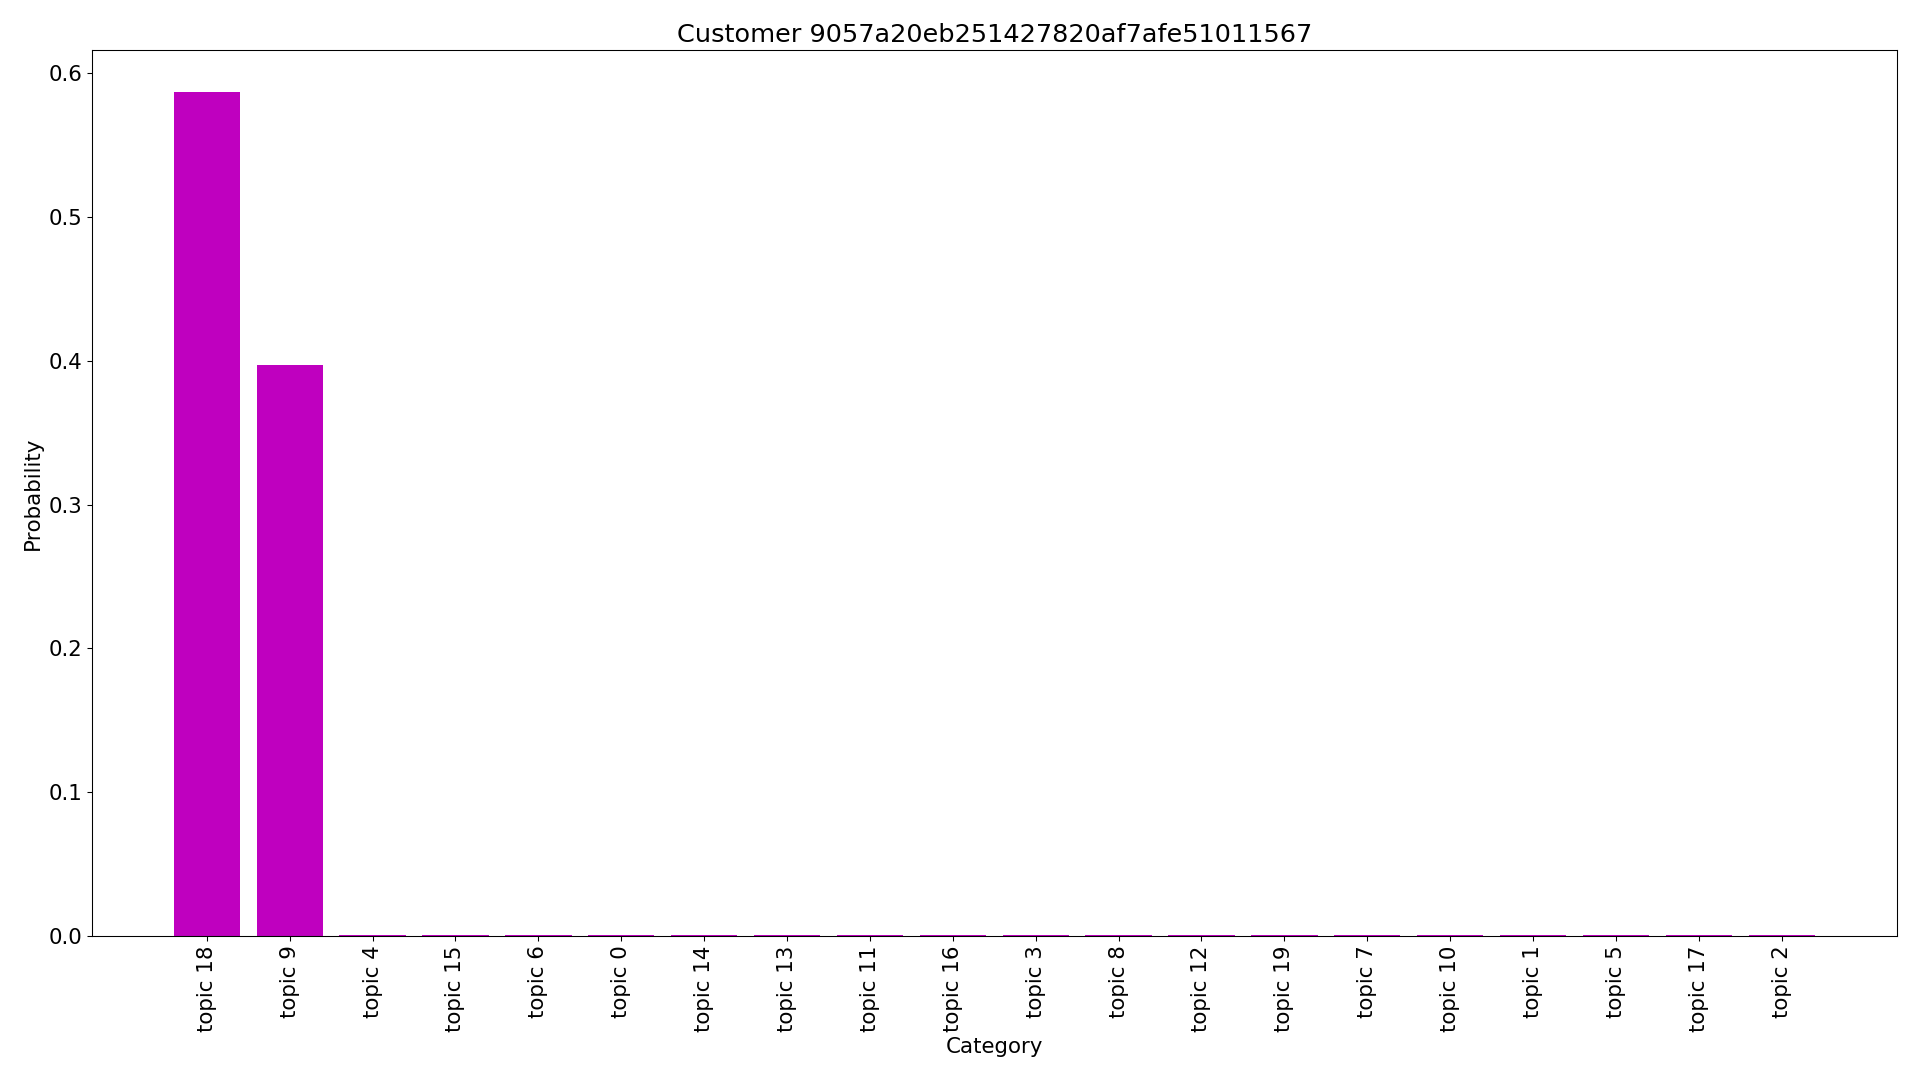 Customer 9057a20eb251427820af7afe51011567
0.6
0.5
0.4
0.3
0.2
0.1
0.0
Probability
topic 18
topic 9
topic 4
topic 15
topic 6
topic 0
topic 14
topic 13
topic 11
topic 16
topic 3
topic 8
topic 12
topic 19
topic 7
topic 10
topic 1
topic 5
topic 17
topic 2
Category